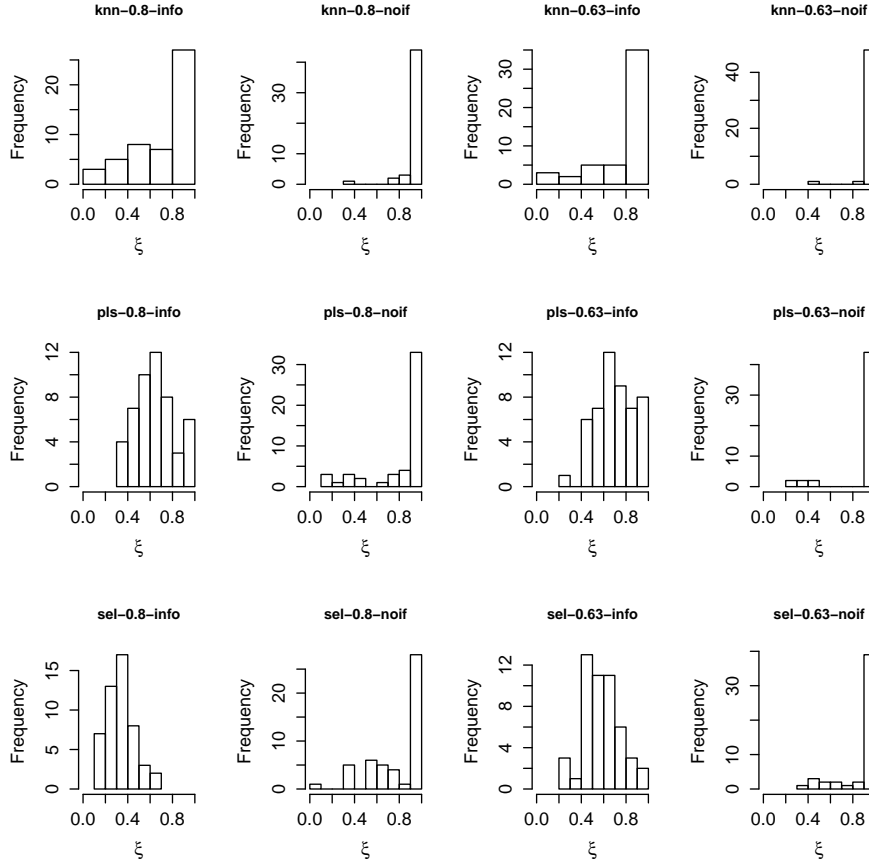 knn−0.8−info
knn−0.8−noif
knn−0.63−info
knn−0.63−noif
Frequency
0 10 20
0.0 0.4 0.8
ξ
Frequency
0 10 30
0.0 0.4 0.8
ξ
Frequency
0 5 15 25 35
0.0 0.4 0.8
ξ
Frequency
0 10 20 40
0.0 0.4 0.8
ξ
pls−0.8−info
pls−0.8−noif
pls−0.63−info
pls−0.63−noif
Frequency
0 4 8 12
0.0 0.4 0.8
ξ
Frequency
0 10 30
0.0 0.4 0.8
ξ
Frequency
0 4 8 12
0.0 0.4 0.8
ξ
Frequency
0 10 30
0.0 0.4 0.8
ξ
sel−0.8−info
sel−0.8−noif
sel−0.63−info
sel−0.63−noif
Frequency
0 5 10 15
0.0 0.4 0.8
ξ
Frequency
0 10 20
0.0 0.4 0.8
ξ
Frequency
0 4 8 12
0.0 0.4 0.8
ξ
Frequency
0 10 30
0.0 0.4 0.8
ξ